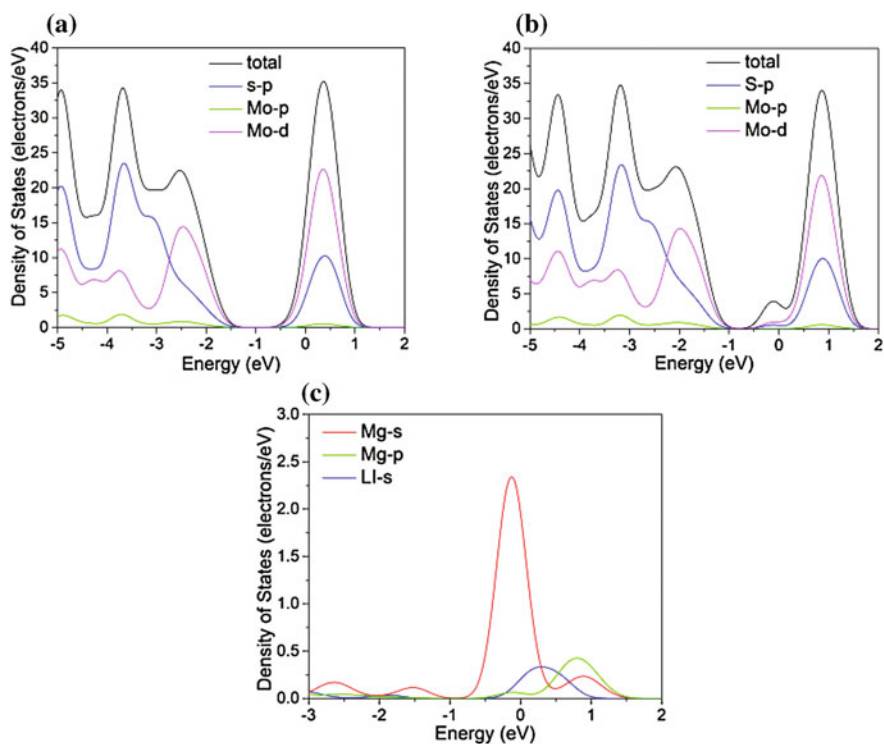 (a)
40
35
30
25
20
15
10
5
0
Density of States (electrons/eV)
total
s-p
Mo-p
Mo-d
-5 -4 -3 -2 -1 0 1 2
Energy (eV)
(b)
40
35
30
25
20
15
10
5
0
Density of States (electrons/eV)
total
S-p
Mo-p
Mo-d
-5 -4 -3 -2 -1 0 1 2
Energy (eV)
(c)
3.0
2.5
2.0
1.5
1.0
0.5
0.0
Density of States (electrons/eV)
Mg-s
Mg-p
LI-s
-3 -2 -1 0 1 2
Energy (eV)